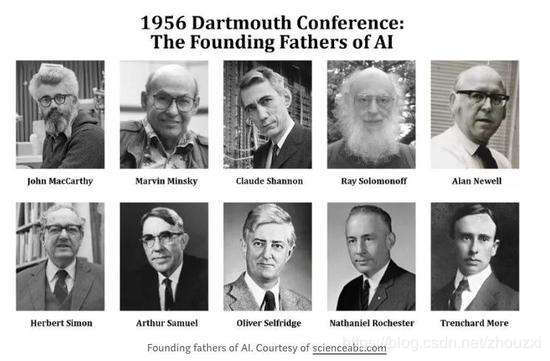 1956 Dartmouth Conference:
The Founding Fathers of AI
John MacCarthy
Marvin Minsky
Claude Shannon
Ray Solomonoff
Alan Newell
Herbert Simon
Arthur Samuel
Oliver Selfridge
Nathaniel Rochester
Trenchard More
Founding fathers of AI. Courtesy of scienceabc.com
https://blog.csdn.net/zhouzxi